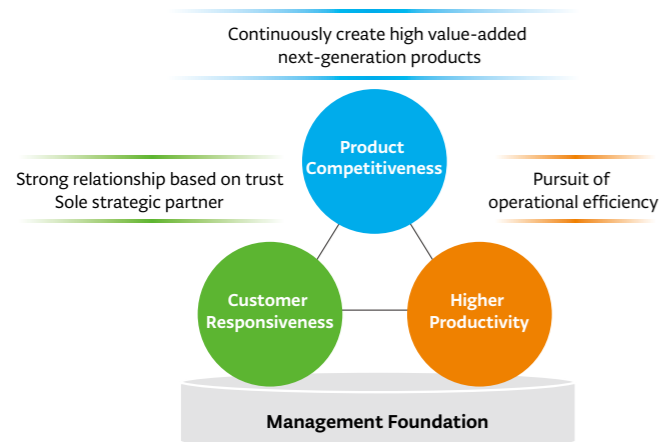 Continuously create high value-added
next-generation products
Product
Competitiveness
Strong relationship based on trust
Sole strategic partner
Pursuit of
operational efficiency
Customer
Responsiveness
Higher
Productivity
Management Foundation